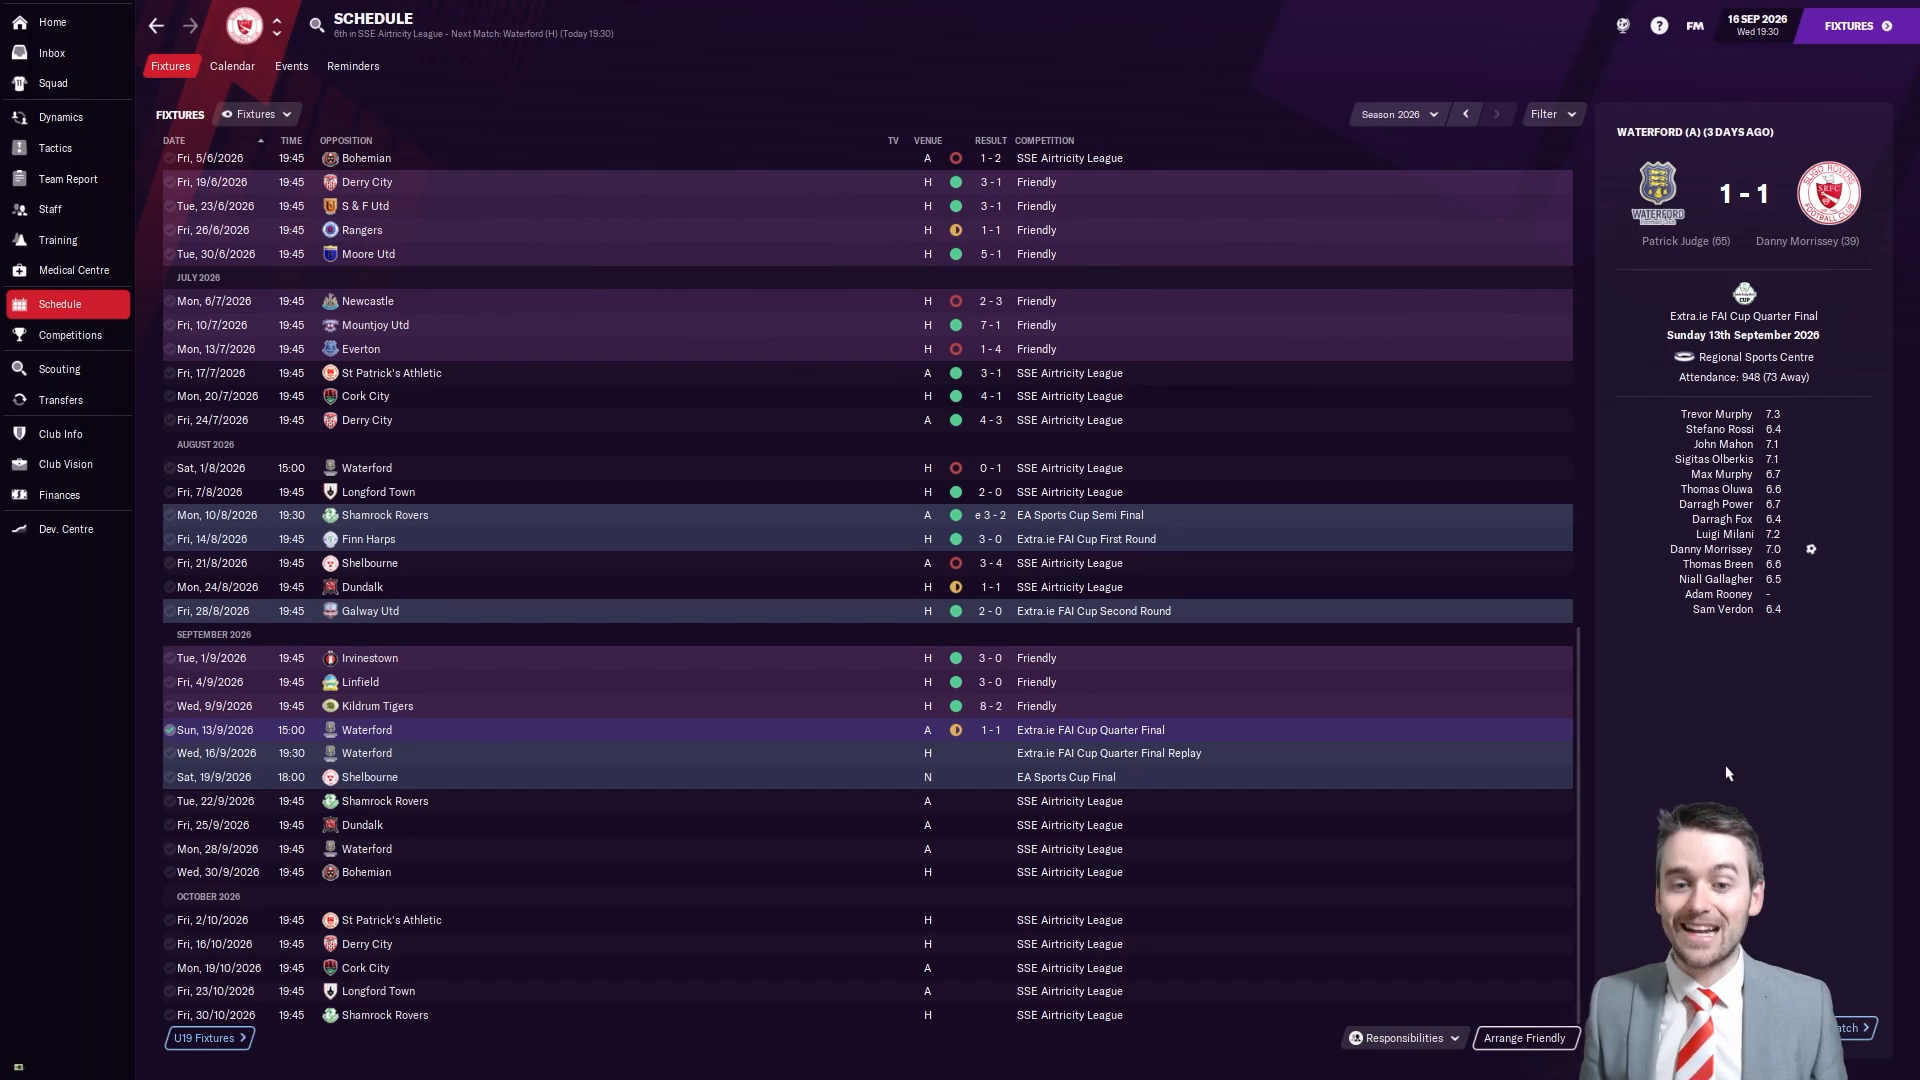 Home
Inbox
Squad
Dynamics
Tactics
Team Report
Staff
Training
Medical Centre
Schedule
Competitions
Scouting
Transfers
Club Info
Club Vision
Finances
Dev. Centre
SCHEDULE
6th in SSE Airtricity League - Next Match: Waterford (H) (Today 19:30)
FM
16 SEP 2026
Wed 19:30
FIXTURES
Fixtures Calendar Events Reminders
FIXTURES Fixtures Season 2026 Filter
DATE TIME OPPOSITION TV VENUE RESULT COMPETITION
Fri, 5/6/2026 19:45 Bohemian A 1 - 2 SSE Airtricity League
Fri, 19/6/2026 19:45 Derry City H 3 - 1 Friendly
Tue, 23/6/2026 19:45 S & F Utd H 3 - 1 Friendly
Fri, 26/6/2026 19:45 Rangers H 1 - 1 Friendly
Tue, 30/6/2026 19:45 Moore Utd H 5 - 1 Friendly
JULY 2026
Mon, 6/7/2026 19:45 Newcastle H 2 - 3 Friendly
Fri, 10/7/2026 19:45 Mountjoy Utd H 7 - 1 Friendly
Mon, 13/7/2026 19:45 Everton H 1 - 4 Friendly
Fri, 17/7/2026 19:45 St Patrick's Athletic A 3 - 1 SSE Airtricity League
Mon, 20/7/2026 19:45 Cork City H 4 - 1 SSE Airtricity League
Fri, 24/7/2026 19:45 Derry City A 4 - 3 SSE Airtricity League
AUGUST 2026
Sat, 1/8/2026 15:00 Waterford H 0 - 1 SSE Airtricity League
Fri, 7/8/2026 19:45 Longford Town H 2 - 0 SSE Airtricity League
Mon, 10/8/2026 19:30 Shamrock Rovers A e 3 - 2 EA Sports Cup Semi Final
Fri, 14/8/2026 19:45 Finn Harps H 3 - 0 Extra.ie FAI Cup First Round
Fri, 21/8/2026 19:45 Shelbourne A 3 - 4 SSE Airtricity League
Mon, 24/8/2026 19:45 Dundalk H 1 - 1 SSE Airtricity League
Fri, 28/8/2026 19:45 Galway Utd H 2 - 0 Extra.ie FAI Cup Second Round
SEPTEMBER 2026
Tue, 1/9/2026 19:45 Irvinestown H 3 - 0 Friendly
Fri, 4/9/2026 19:45 Linfield H 3 - 0 Friendly
Wed, 9/9/2026 19:45 Kildrum Tigers H 8 - 2 Friendly
Sun, 13/9/2026 15:00 Waterford A 1 - 1 Extra.ie FAI Cup Quarter Final
Wed, 16/9/2026 19:30 Waterford H Extra.ie FAI Cup Quarter Final Replay
Sat, 19/9/2026 18:00 Shelbourne N EA Sports Cup Final
Tue, 22/9/2026 19:45 Shamrock Rovers A SSE Airtricity League
Fri, 25/9/2026 19:45 Dundalk A SSE Airtricity League
Mon, 28/9/2026 19:45 Waterford A SSE Airtricity League
Wed, 30/9/2026 19:45 Bohemian H SSE Airtricity League
OCTOBER 2026
Fri, 2/10/2026 19:45 St Patrick's Athletic H SSE Airtricity League
Fri, 16/10/2026 19:45 Derry City H SSE Airtricity League
Mon, 19/10/2026 19:45 Cork City A SSE Airtricity League
Fri, 23/10/2026 19:45 Longford Town A SSE Airtricity League
Fri, 30/10/2026 19:45 Shamrock Rovers H SSE Airtricity League
U19 Fixtures Responsibilities Arrange Friendly
WATERFORD (A) (3 DAYS AGO)
WATERFORD
1 - 1
SLIGO ROVERS
SRFC
FOOTBALL CLUB
Patrick Judge (65) Danny Morrissey (39)
CUP
Extra.ie FAI Cup Quarter Final
Sunday 13th September 2026
Regional Sports Centre
Attendance: 948 (73 Away)
Trevor Murphy 7.3
Stefano Rossi 6.4
John Mahon 7.1
Sigitas Olberkis 7.1
Max Murphy 6.7
Thomas Oluwa 6.6
Darragh Power 6.7
Darragh Fox 6.4
Luigi Milani 7.2
Danny Morrissey 7.0
Thomas Breen 6.6
Niall Gallagher 6.5
Adam Rooney -
Sam Verdon 6.4
atch